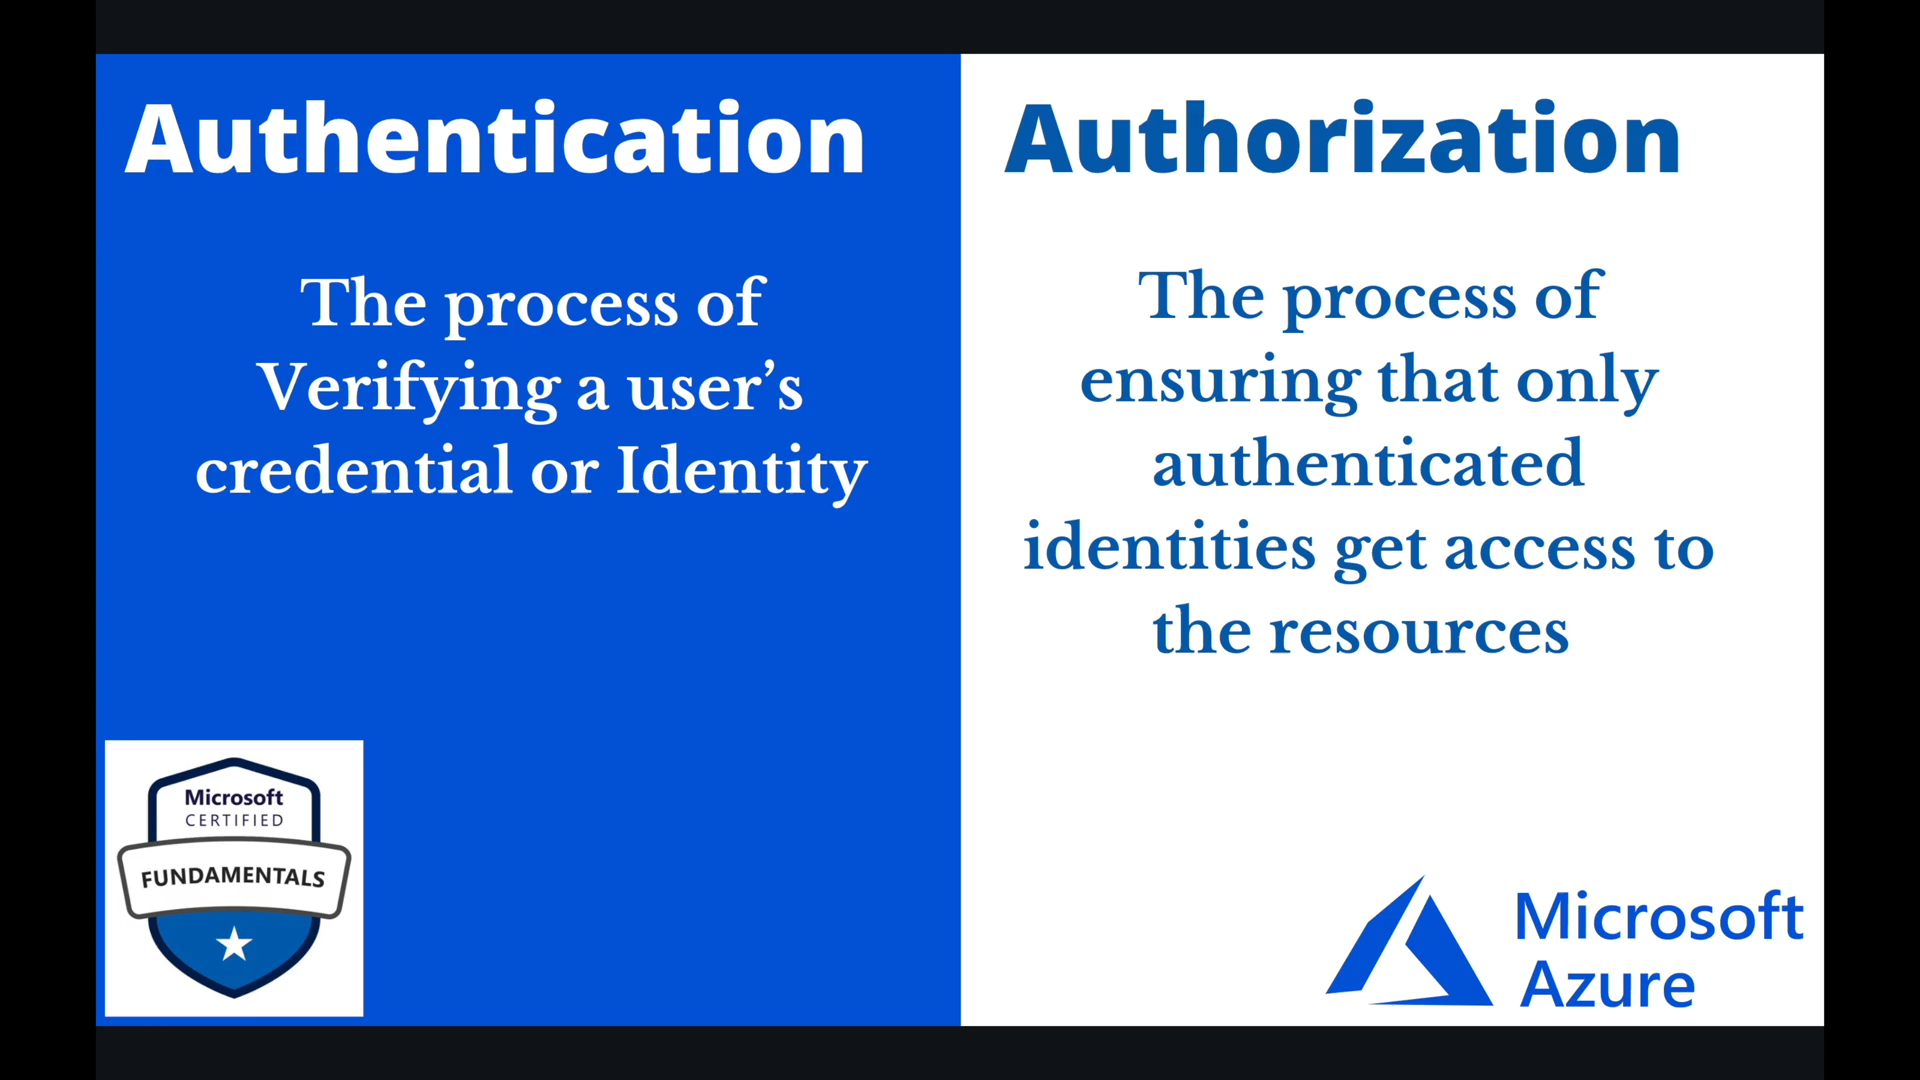 Authentication
The process of
Verifying a user’s
credential or Identity
Microsoft
CERTIFIED
FUNDAMENTALS
Authorization
The process of
ensuring that only
authenticated
identities get access to
the resources
Microsoft
Azure